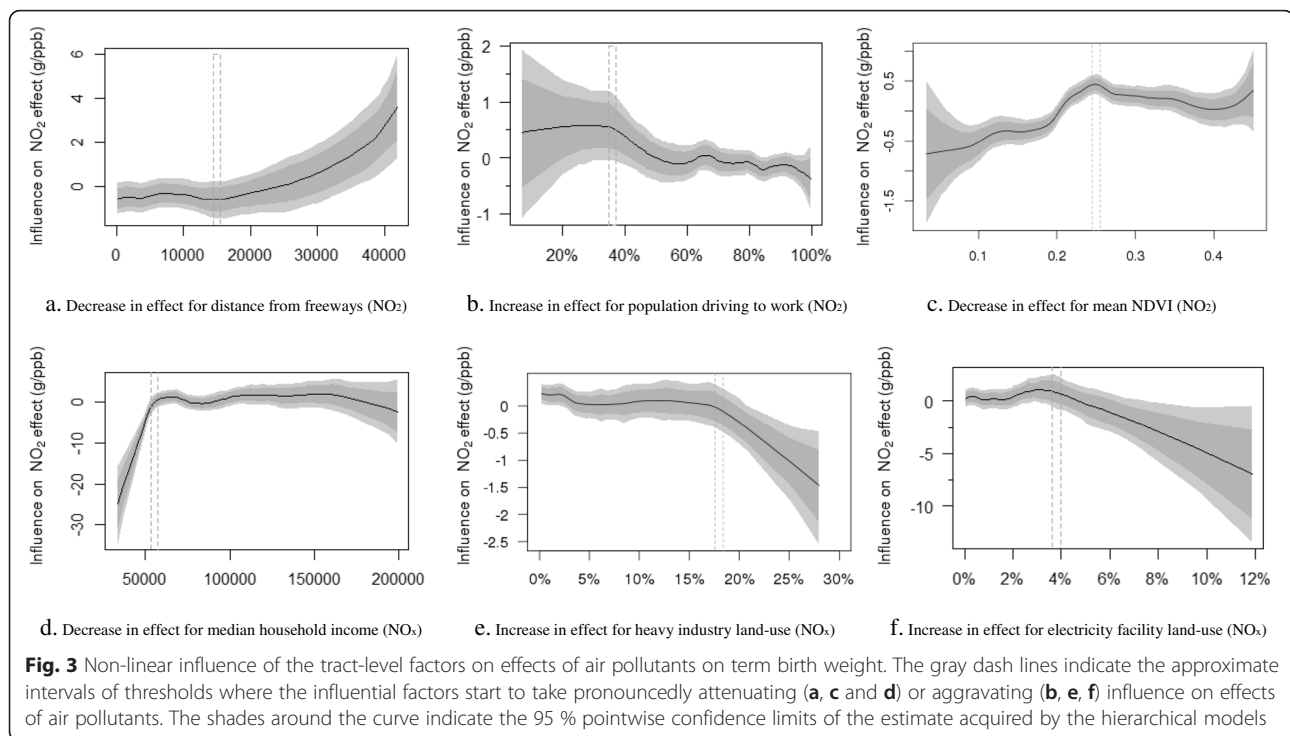 Influence on NO₂ effect (g/ppb)
6
4
2
0
0 10000 20000 30000 40000
a. Decrease in effect for distance from freeways (NO₂)
Influence on NO₂ effect (g/ppb)
2
1
0
-1
20% 40% 60% 80% 100%
b. Increase in effect for population driving to work (NO₂)
Influence on NO₂ effect (g/ppb)
0.5
-0.5
-1.5
0.1 0.2 0.3 0.4
c. Decrease in effect for mean NDVI (NO₂)
Influence on NO₂ effect (g/ppb)
0
-10
-30
50000 100000 150000 200000
d. Decrease in effect for median household income (NOₓ)
Influence on NO₂ effect (g/ppb)
0
-0.5
-1
-1.5
-2
-2.5
0% 5% 10% 15% 20% 25% 30%
e. Increase in effect for heavy industry land-use (NOₓ)
Influence on NO₂ effect (g/ppb)
0
-5
-10
0% 2% 4% 6% 8% 10% 12%
f. Increase in effect for electricity facility land-use (NOₓ)
Fig. 3 Non-linear influence of the tract-level factors on effects of air pollutants on term birth weight. The gray dash lines indicate the approximate
intervals of thresholds where the influential factors start to take pronouncedly attenuating (a, c and d) or aggravating (b, e, f) influence on effects
of air pollutants. The shades around the curve indicate the 95 % pointwise confidence limits of the estimate acquired by the hierarchical models